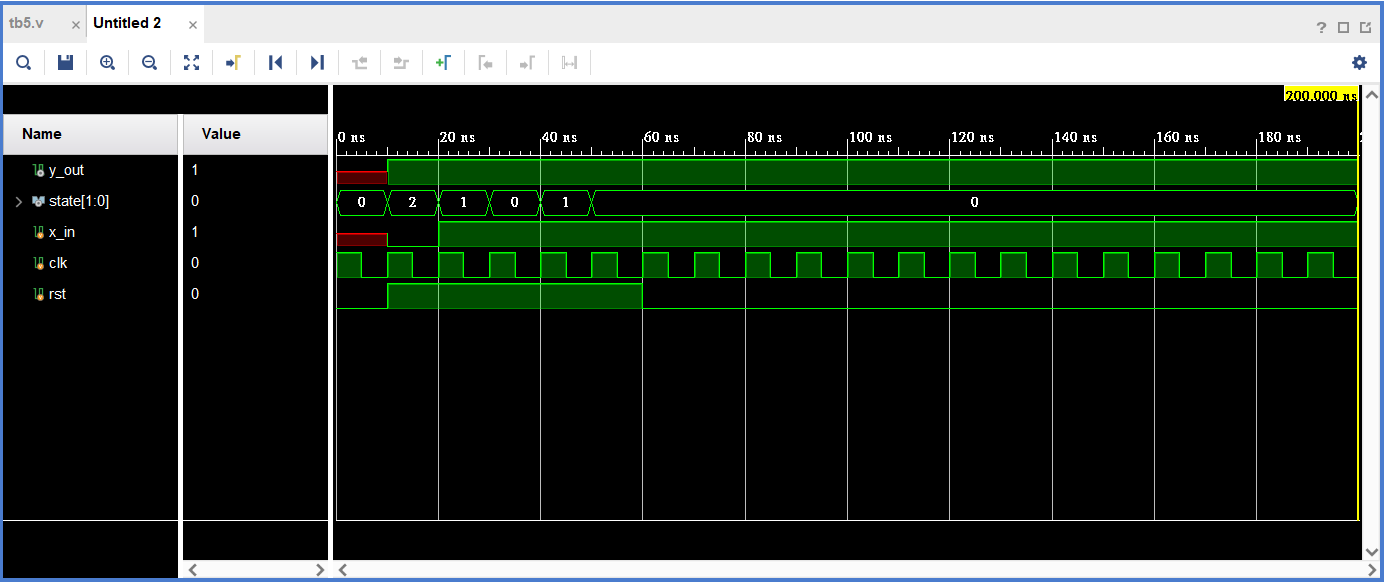 tb5.v × Untitled 2 ×
?
200.000 ns
Name Value
0 ns 20 ns 40 ns 60 ns 80 ns 100 ns 120 ns 140 ns 160 ns 180 ns
y_out 1
state[1:0] 0 0 2 1 0 1 0
x_in 1
clk 0
rst 0